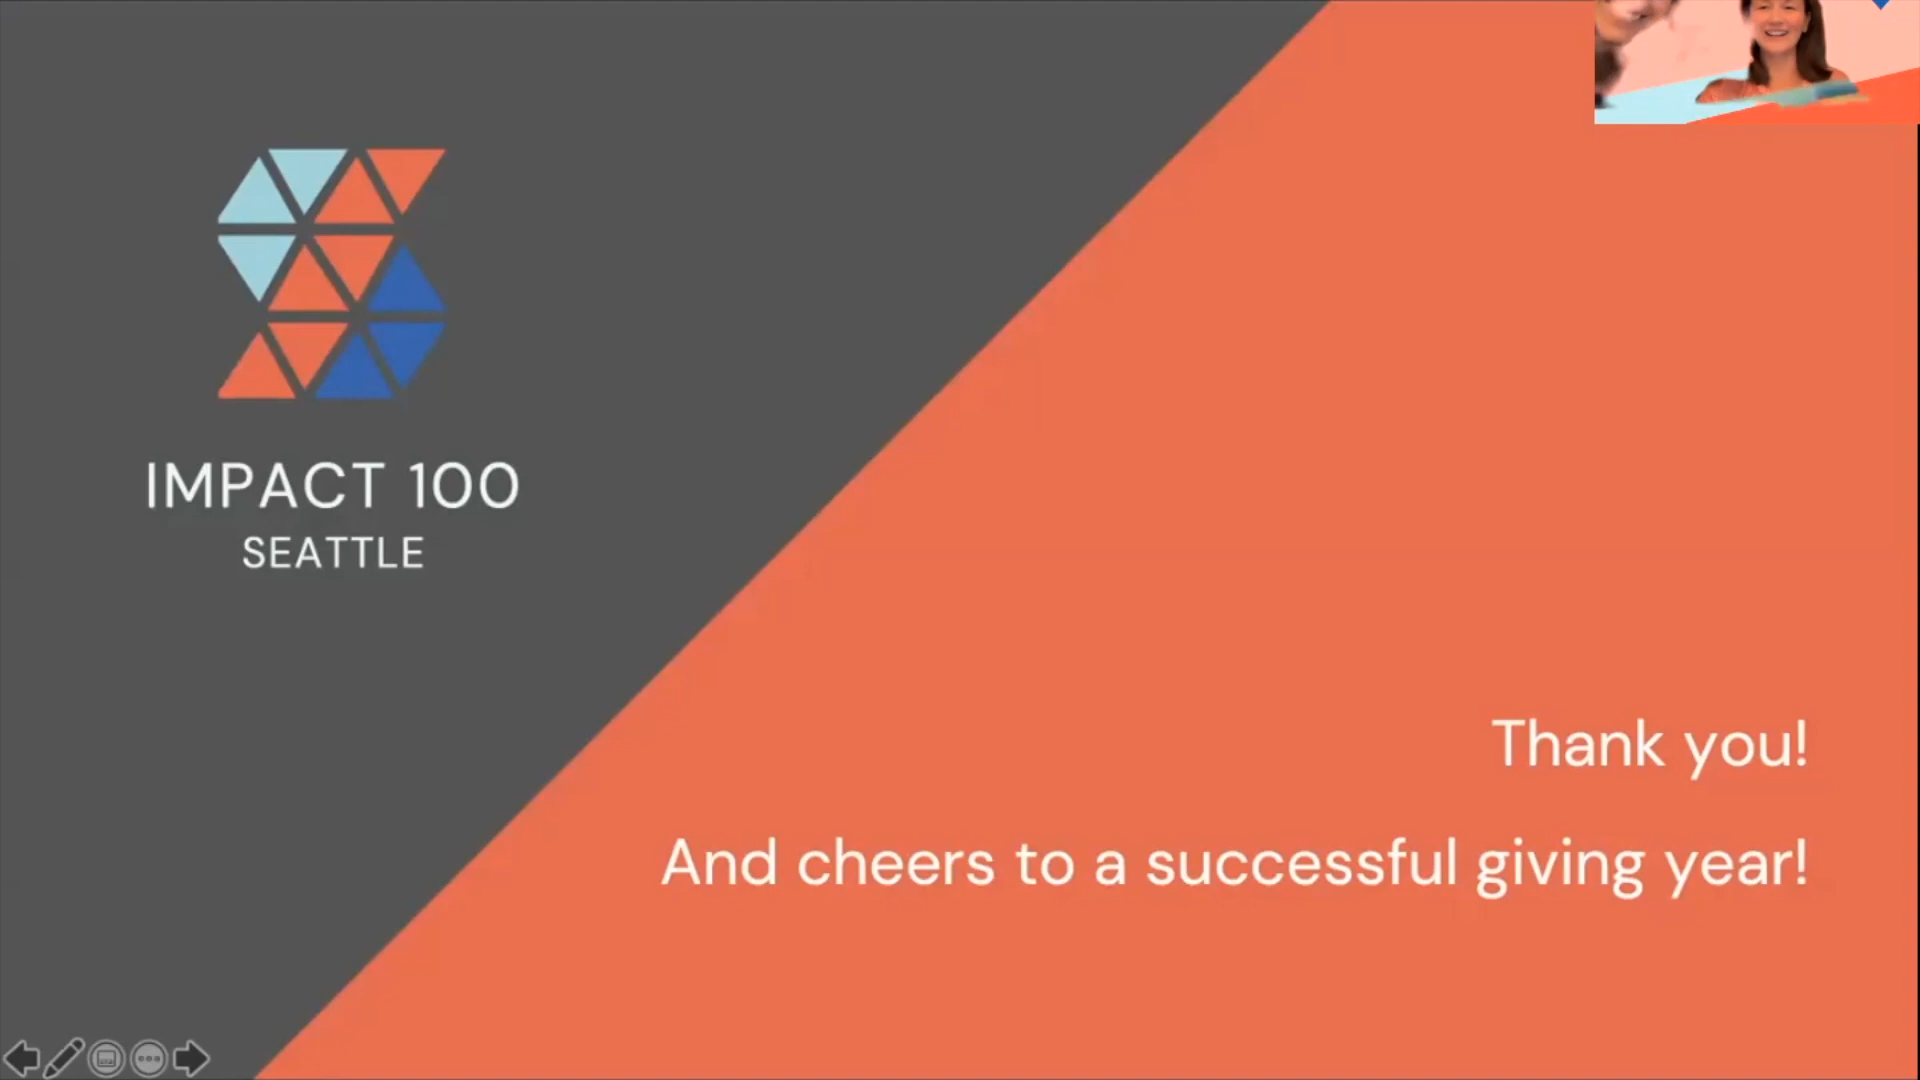 IMPACT 100
SEATTLE
Thank you!
And cheers to a successful giving year!